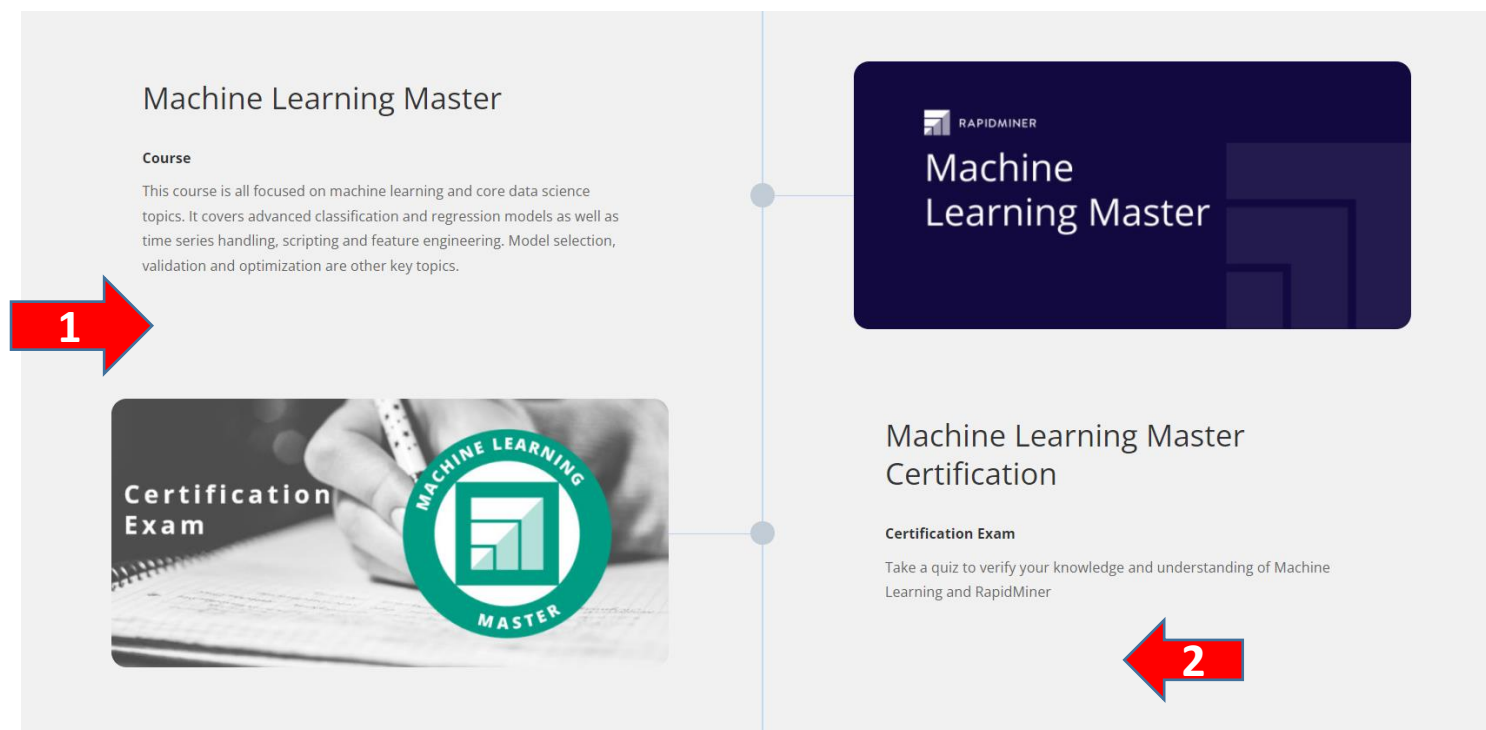 Machine Learning Master
Course
This course is all focused on machine learning and core data science
topics. It covers advanced classification and regression models as well as
time series handling, scripting and feature engineering. Model selection,
validation and optimization are other key topics.
1
RAPIDMINER
Machine
Learning Master
Certification
Exam
MACHINE LEARNING
MASTER
Machine Learning Master
Certification
Certification Exam
Take a quiz to verify your knowledge and understanding of Machine
Learning and RapidMiner
2